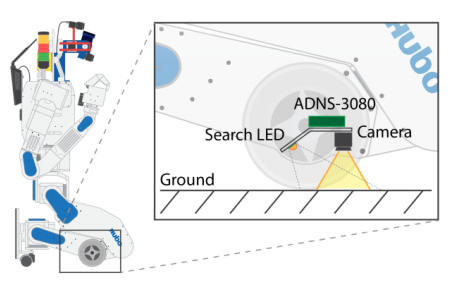 Hubo
ADNS-3080
Search LED
Camera
Ground
Hubo